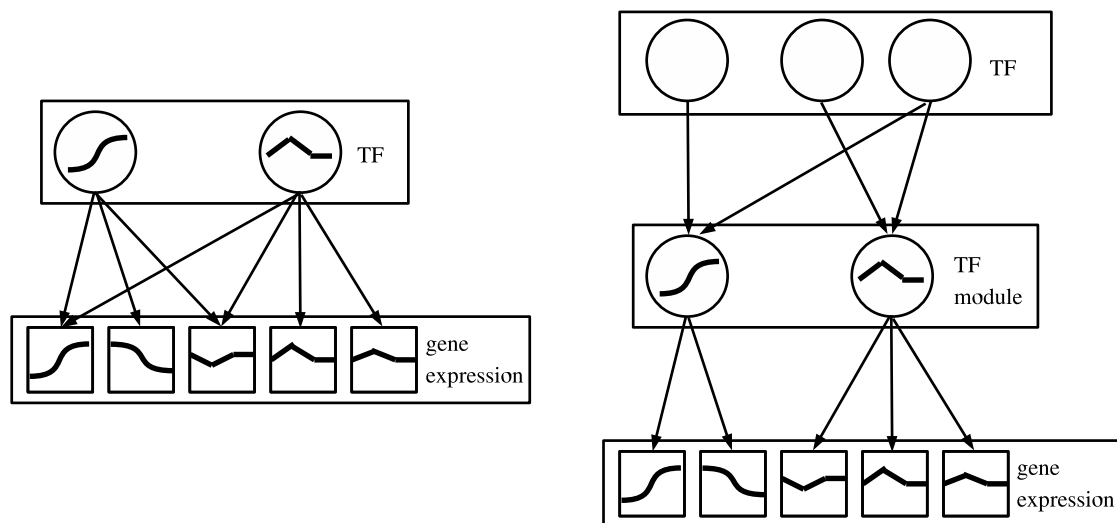 TF
gene
expression
TF
TF
module
gene
expression